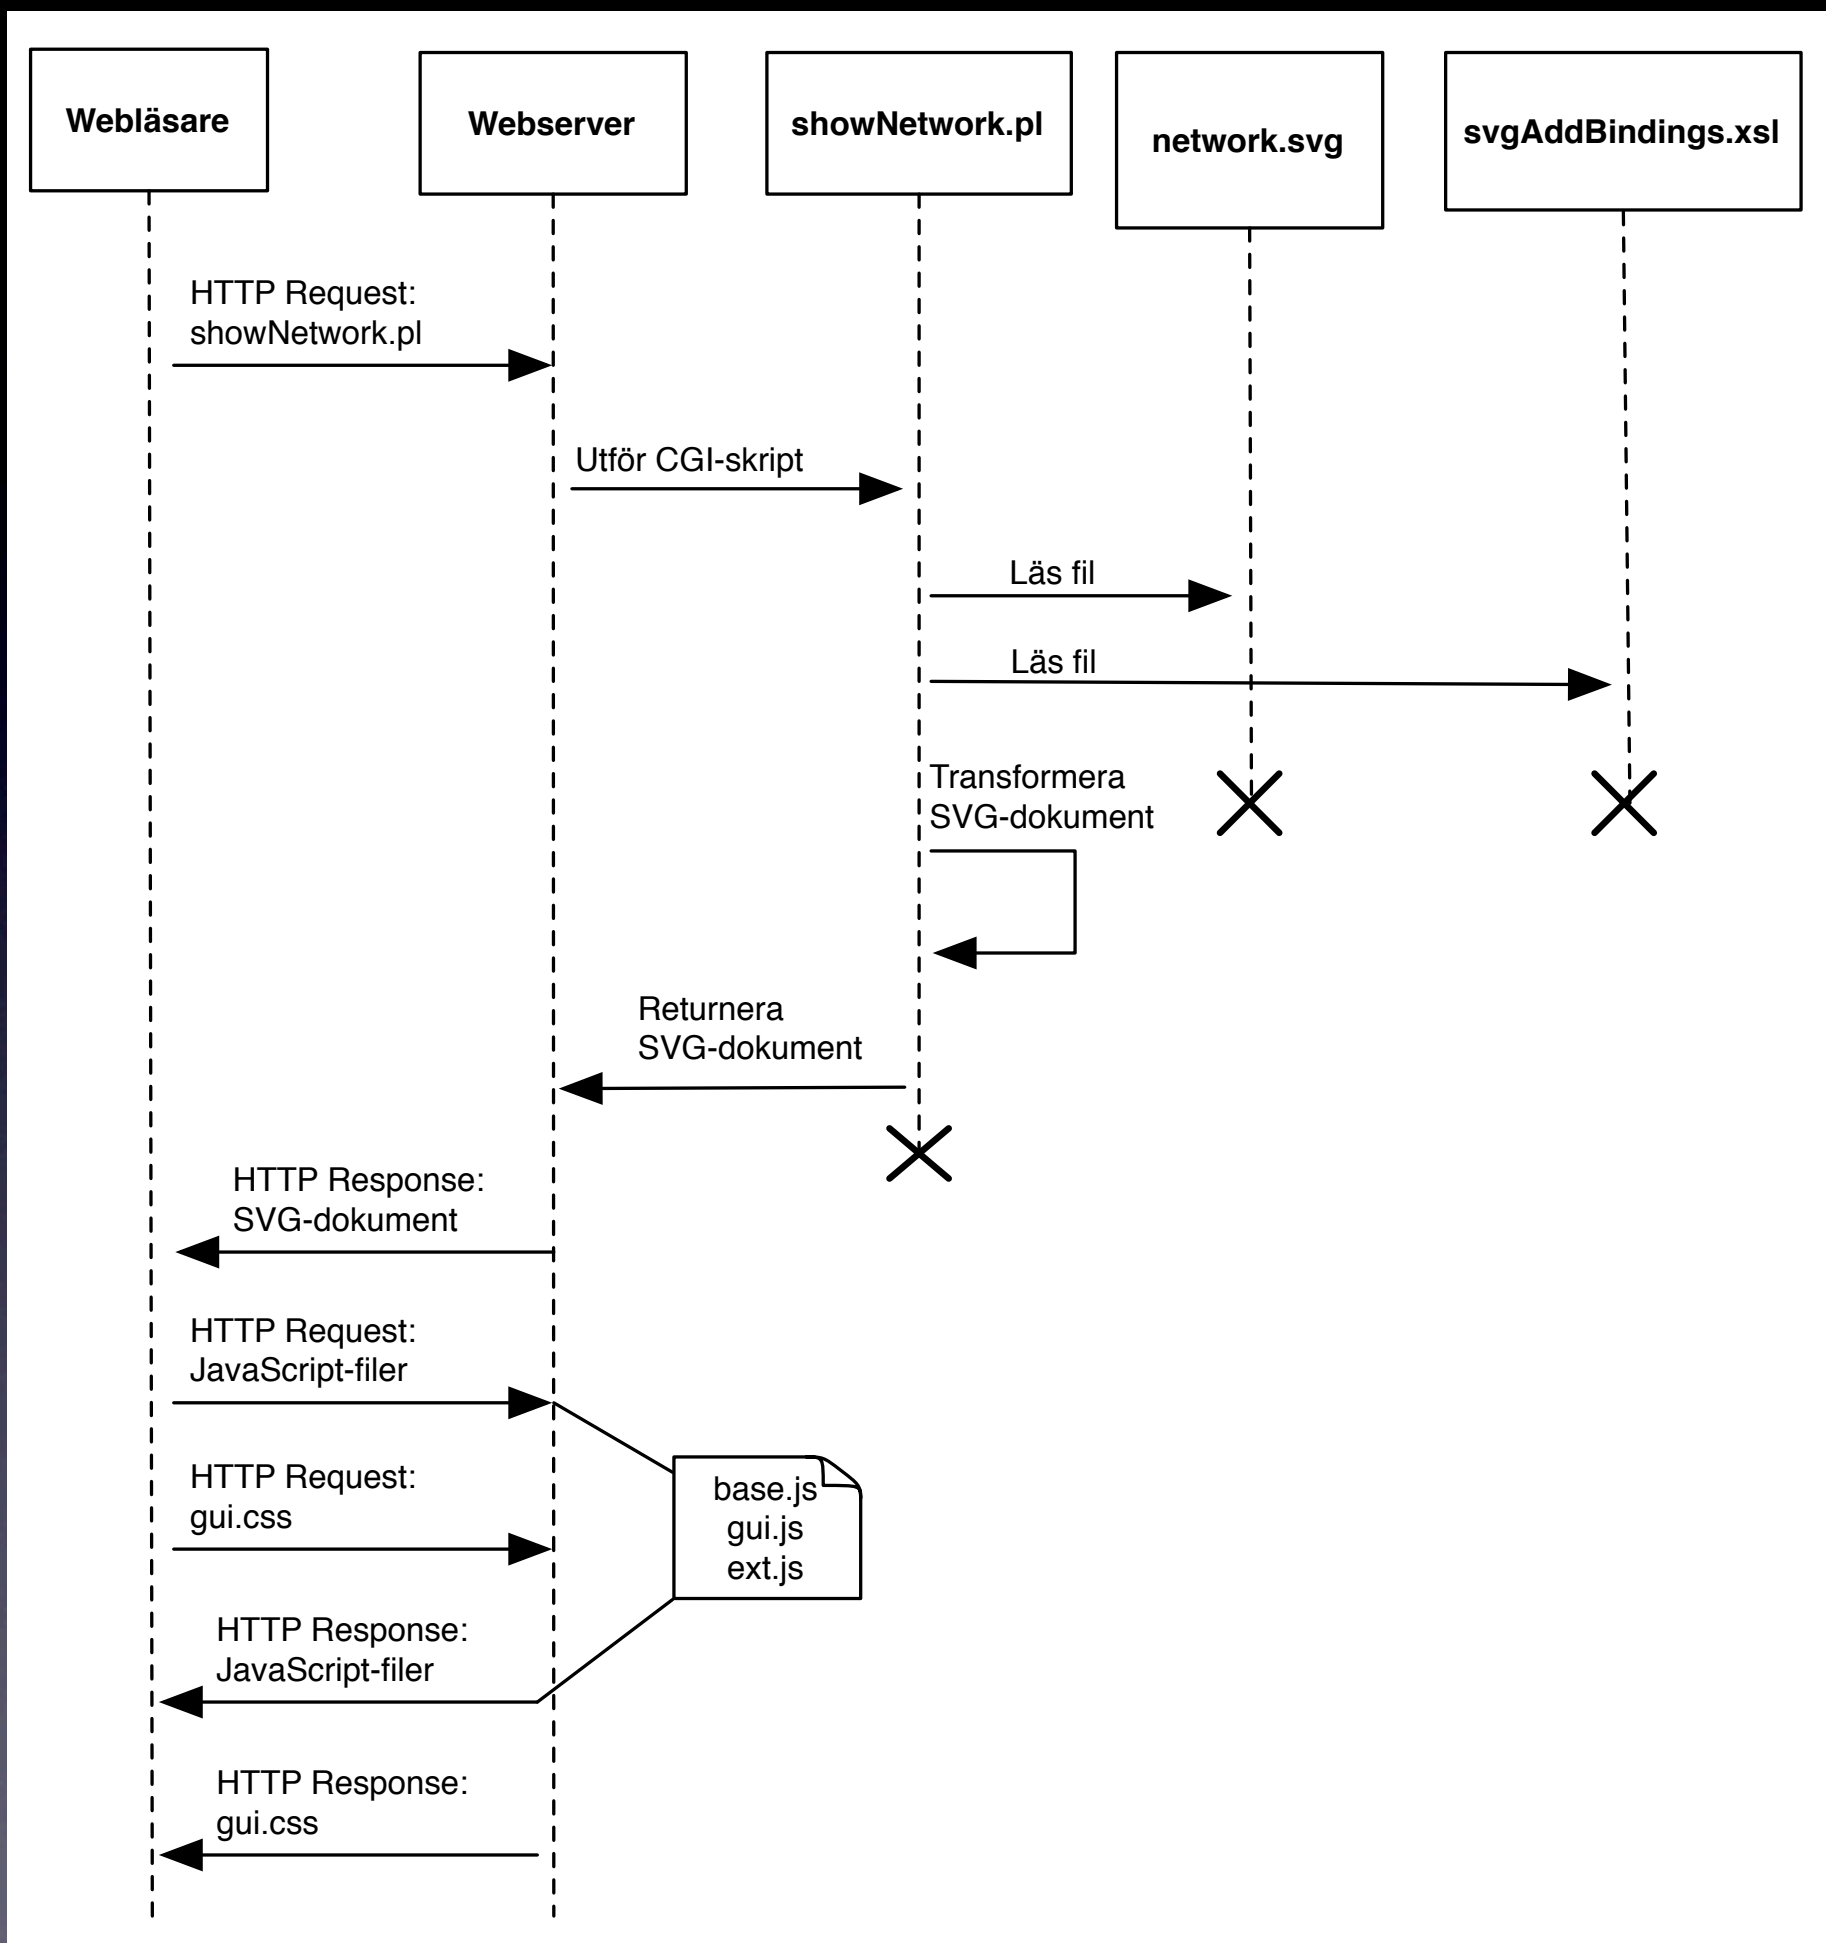 Webläsare
Webserver
showNetwork.pl
network.svg
svgAddBindings.xsl
HTTP Request:
showNetwork.pl
Utför CGI-skript
Läs fil
Läs fil
Transformera
SVG-dokument
Returnera
SVG-dokument
HTTP Response:
SVG-dokument
HTTP Request:
JavaScript-filer
HTTP Request:
gui.css
base.js
gui.js
ext.js
HTTP Response:
JavaScript-filer
HTTP Response:
gui.css